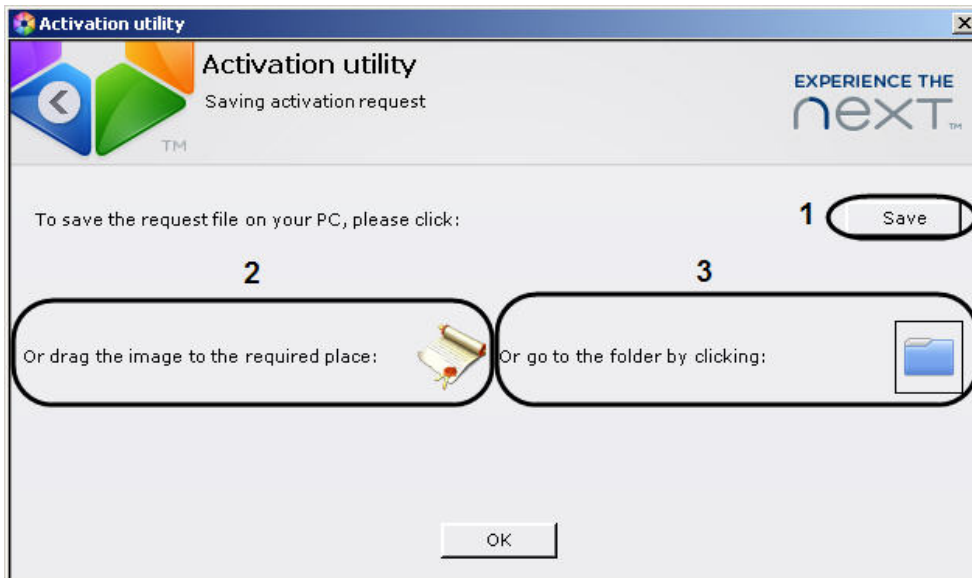 Activation utility
Activation utility
Saving activation request
EXPERIENCE THE
nexT™
TM
To save the request file on your PC, please click:
1
Save
2
3
Or drag the image to the required place:
Or go to the folder by clicking:
OK